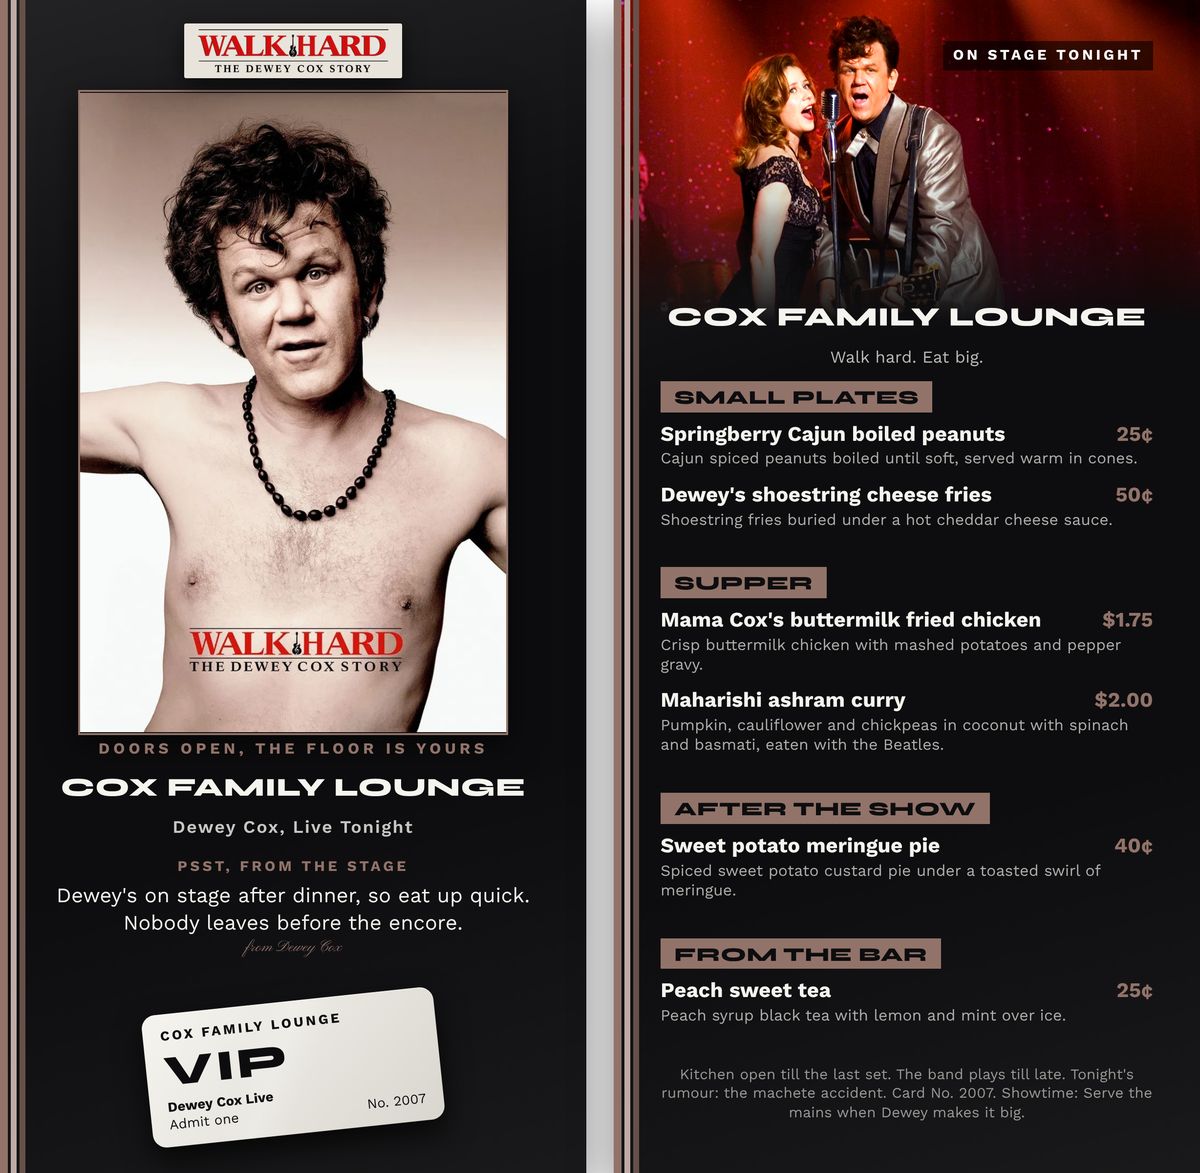 WALK HARD
THE DEWEY COX STORY
WALK HARD
THE DEWEY COX STORY
DOORS OPEN, THE FLOOR IS YOURS
COX FAMILY LOUNGE
Dewey Cox, Live Tonight
PSST, FROM THE STAGE
Dewey's on stage after dinner, so eat up quick.
Nobody leaves before the encore.
from Dewey Cox
COX FAMILY LOUNGE
VIP
Dewey Cox Live
Admit one
No. 2007
ON STAGE TONIGHT
COX FAMILY LOUNGE
Walk hard. Eat big.
SMALL PLATES
Springberry Cajun boiled peanuts 25¢
Cajun spiced peanuts boiled until soft, served warm in cones.
Dewey's shoestring cheese fries 50¢
Shoestring fries buried under a hot cheddar cheese sauce.
SUPPER
Mama Cox's buttermilk fried chicken $1.75
Crisp buttermilk chicken with mashed potatoes and pepper
gravy.
Maharishi ashram curry $2.00
Pumpkin, cauliflower and chickpeas in coconut with spinach
and basmati, eaten with the Beatles.
AFTER THE SHOW
Sweet potato meringue pie 40¢
Spiced sweet potato custard pie under a toasted swirl of
meringue.
FROM THE BAR
Peach sweet tea 25¢
Peach syrup black tea with lemon and mint over ice.
Kitchen open till the last set. The band plays till late. Tonight's
rumour: the machete accident. Card No. 2007. Showtime: Serve the
mains when Dewey makes it big.